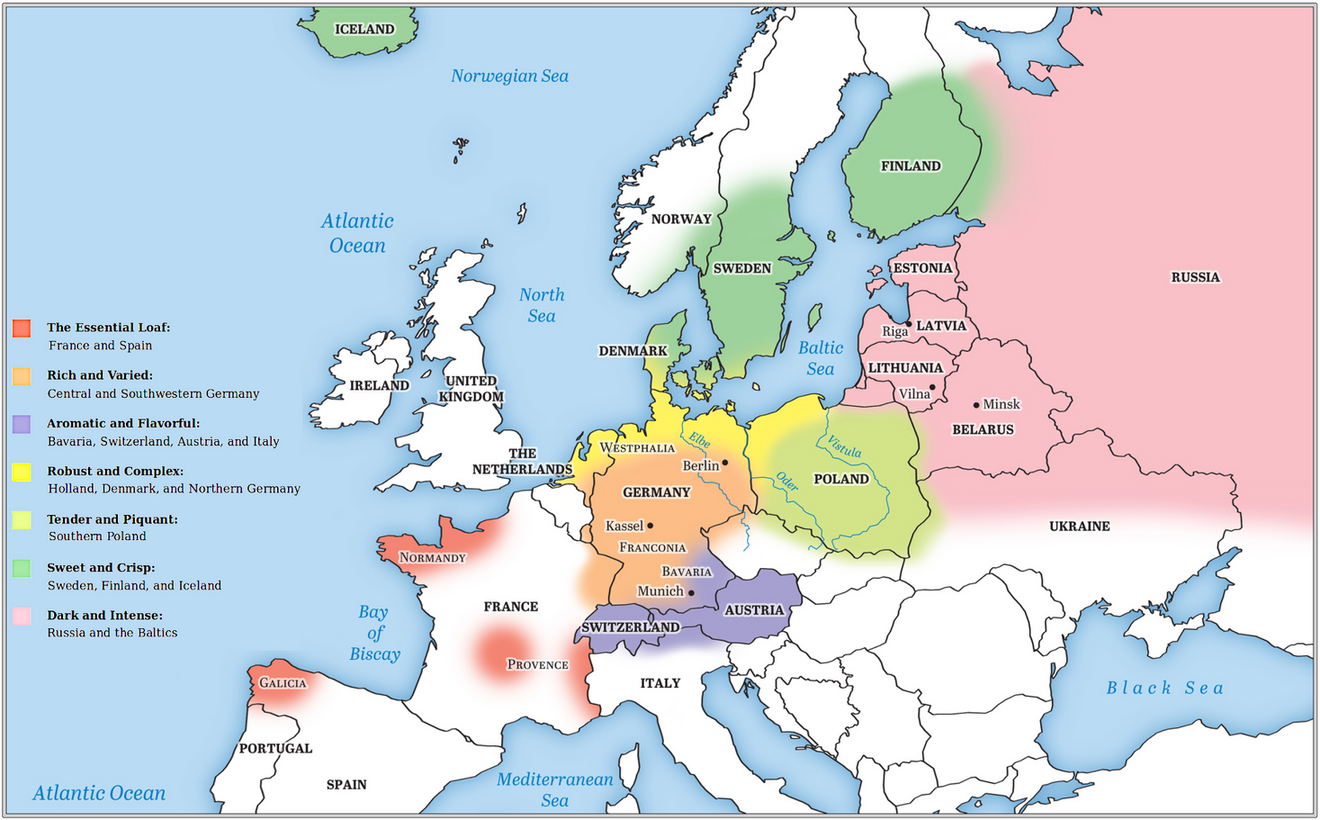 ICELAND
Norwegian Sea
FINLAND
Atlantic
Ocean
NORWAY
SWEDEN
ESTONIA
RUSSIA
North
Sea
Riga
LATVIA
The Essential Loaf:
France and Spain
DENMARK
Baltic
Sea
LITHUANIA
Vilna
Minsk
BELARUS
Rich and Varied:
Central and Southwestern Germany
IRELAND
UNITED
KINGDOM
Aromatic and Flavorful:
Bavaria, Switzerland, Austria, and Italy
THE
NETHERLANDS
WESTPHALIA
Elbe
Berlin
Vistula
Oder
POLAND
Robust and Complex:
Holland, Denmark, and Northern Germany
GERMANY
Kassel
FRANCONIA
UKRAINE
Tender and Piquant:
Southern Poland
NORMANDY
BAVARIA
Munich
Sweet and Crisp:
Sweden, Finland, and Iceland
FRANCE
AUSTRIA
SWITZERLAND
Dark and Intense:
Russia and the Baltics
Bay
of
Biscay
PROVENCE
ITALY
GALICIA
Black Sea
PORTUGAL
SPAIN
Mediterranean
Sea
Atlantic Ocean